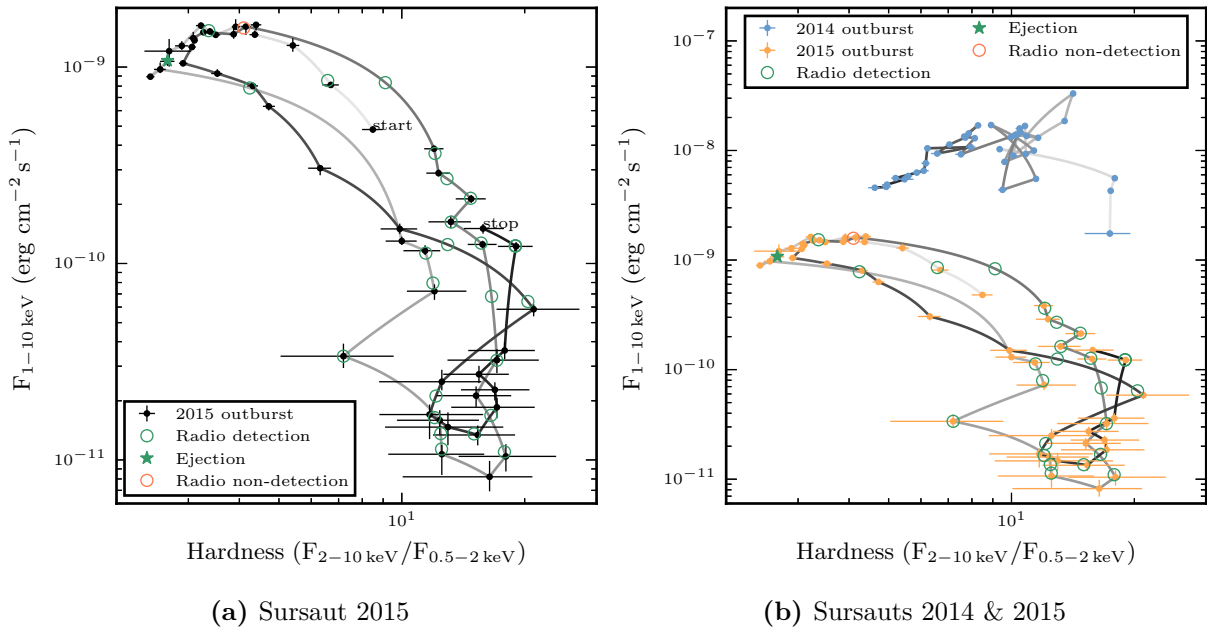 10⁻⁹
10⁻¹⁰
10⁻¹¹
F₁₋₁₀ ₖₑᵥ (erg cm⁻² s⁻¹)
start
stop
2015 outburst
Radio detection
Ejection
Radio non-detection
10¹
Hardness (F₂₋₁₀ ₖₑᵥ/F₀.₅₋₂ ₖₑᵥ)
(a) Sursaut 2015
10⁻⁷
10⁻⁸
10⁻⁹
10⁻¹⁰
10⁻¹¹
F₁₋₁₀ ₖₑᵥ (erg cm⁻² s⁻¹)
2014 outburst
2015 outburst
Radio detection
Ejection
Radio non-detection
10¹
Hardness (F₂₋₁₀ ₖₑᵥ/F₀.₅₋₂ ₖₑᵥ)
(b) Sursauts 2014 & 2015